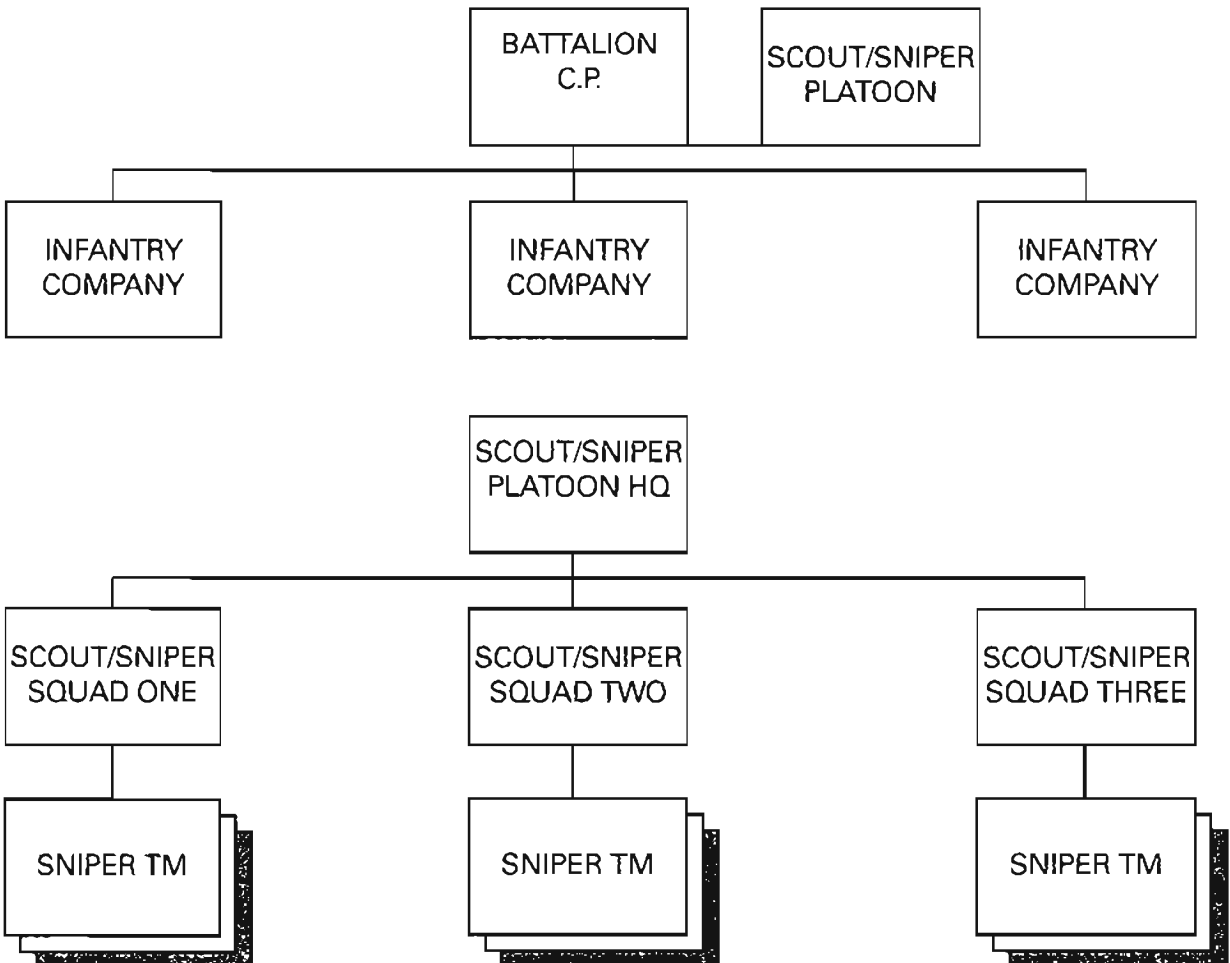 BATTALION
C.P.
SCOUT/SNIPER
PLATOON
INFANTRY
COMPANY
INFANTRY
COMPANY
INFANTRY
COMPANY
SCOUT/SNIPER
PLATOON HQ
SCOUT/SNIPER
SQUAD ONE
SCOUT/SNIPER
SQUAD TWO
SCOUT/SNIPER
SQUAD THREE
SNIPER TM
SNIPER TM
SNIPER TM